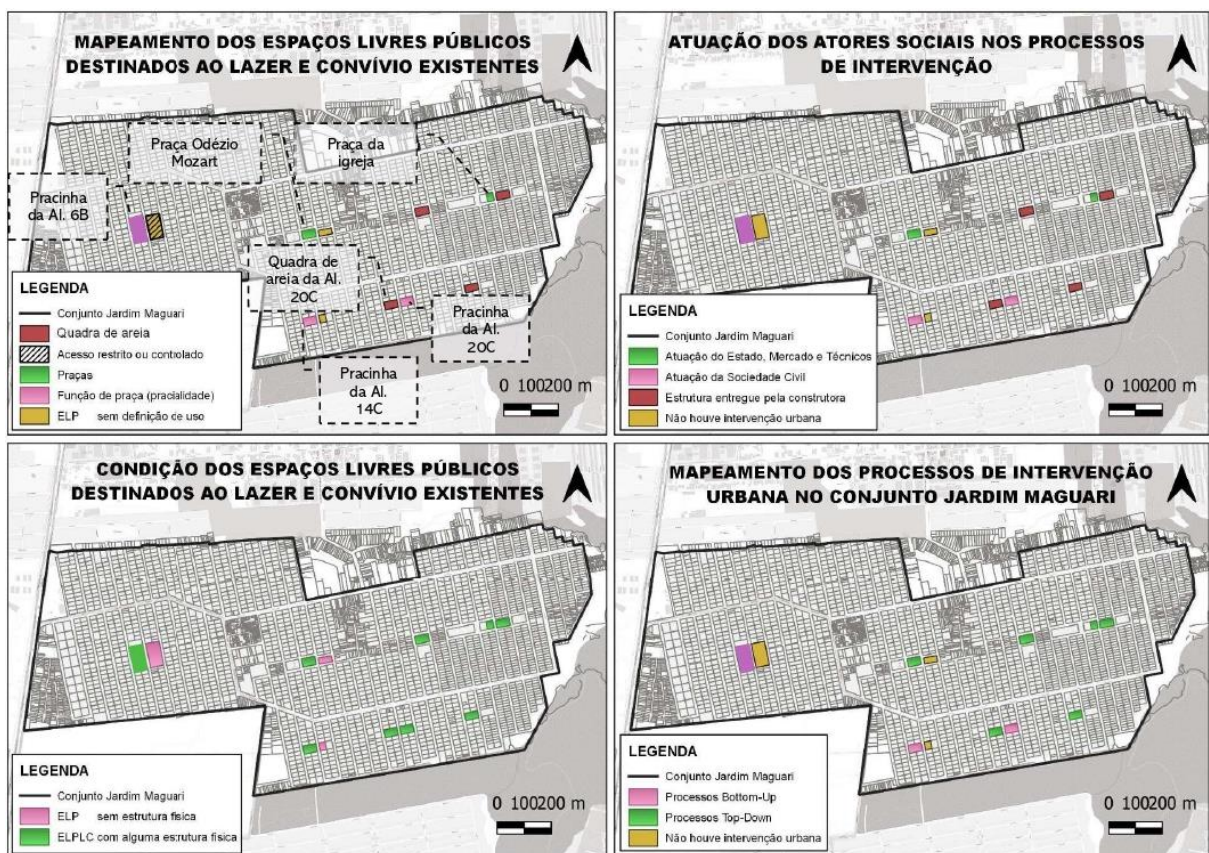 MAPEAMENTO DOS ESPAÇOS LIVRES PÚBLICOS
DESTINADOS AO LAZER E CONVÍVIO EXISTENTES
Praça Odézio
Mozart
Praça da
igreja
Pracinha
da Al. 6B
Quadra de
areia da Al.
20C
Pracinha
da Al.
20C
Pracinha
da Al.
14C
LEGENDA
Conjunto Jardim Maguari
Quadra de areia
Acesso restrito ou controlado
Praças
Função de praça (pracialidade)
ELP sem definição de uso
0 100200 m
ATUAÇÃO DOS ATORES SOCIAIS NOS PROCESSOS
DE INTERVENÇÃO
LEGENDA
Conjunto Jardim Maguari
Atuação do Estado, Mercado e Técnicos
Atuação da Sociedade Civil
Estrutura entregue pela construtora
Não houve intervenção urbana
0 100200 m
CONDIÇÃO DOS ESPAÇOS LIVRES PÚBLICOS
DESTINADOS AO LAZER E CONVÍVIO EXISTENTES
LEGENDA
Conjunto Jardim Maguari
ELP sem estrutura física
ELPLC com alguma estrutura física
0 100200 m
MAPEAMENTO DOS PROCESSOS DE INTERVENÇÃO
URBANA NO CONJUNTO JARDIM MAGUARI
LEGENDA
Conjunto Jardim Maguari
Processos Bottom-Up
Processos Top-Down
Não houve intervenção urbana
0 100200 m